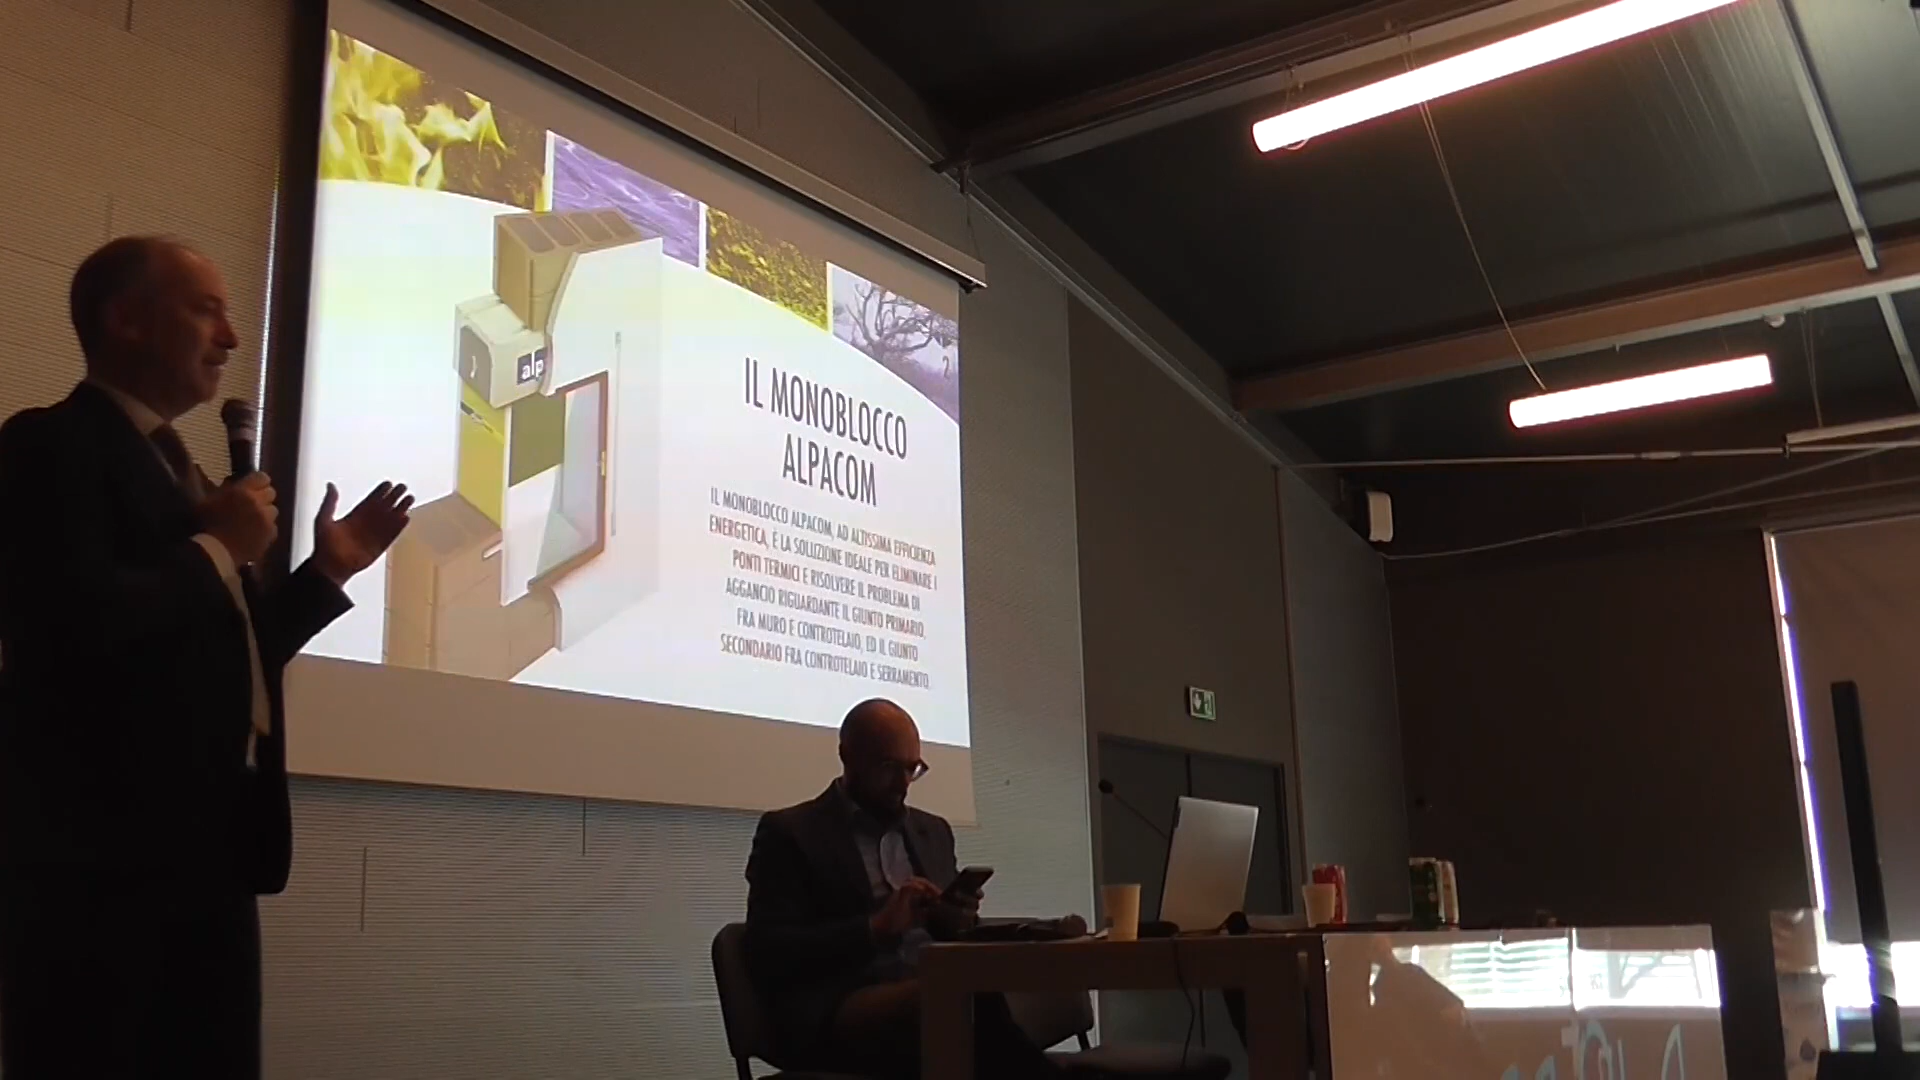 2
alp
IL MONOBLOCCO
ALPACOM
IL MONOBLOCCO ALPACOM, AD ALTISSIMA EFFICIENZA
ENERGETICA, È LA SOLUZIONE IDEALE PER ELIMINARE I
PONTI TERMICI E RISOLVERE IL PROBLEMA DI
AGGANCIO RIGUARDANTE IL GIUNTO PRIMARIO,
FRA MURO E CONTROTELAIO, ED IL GIUNTO
SECONDARIO FRA CONTROTELAIO E SERRAMENTO.